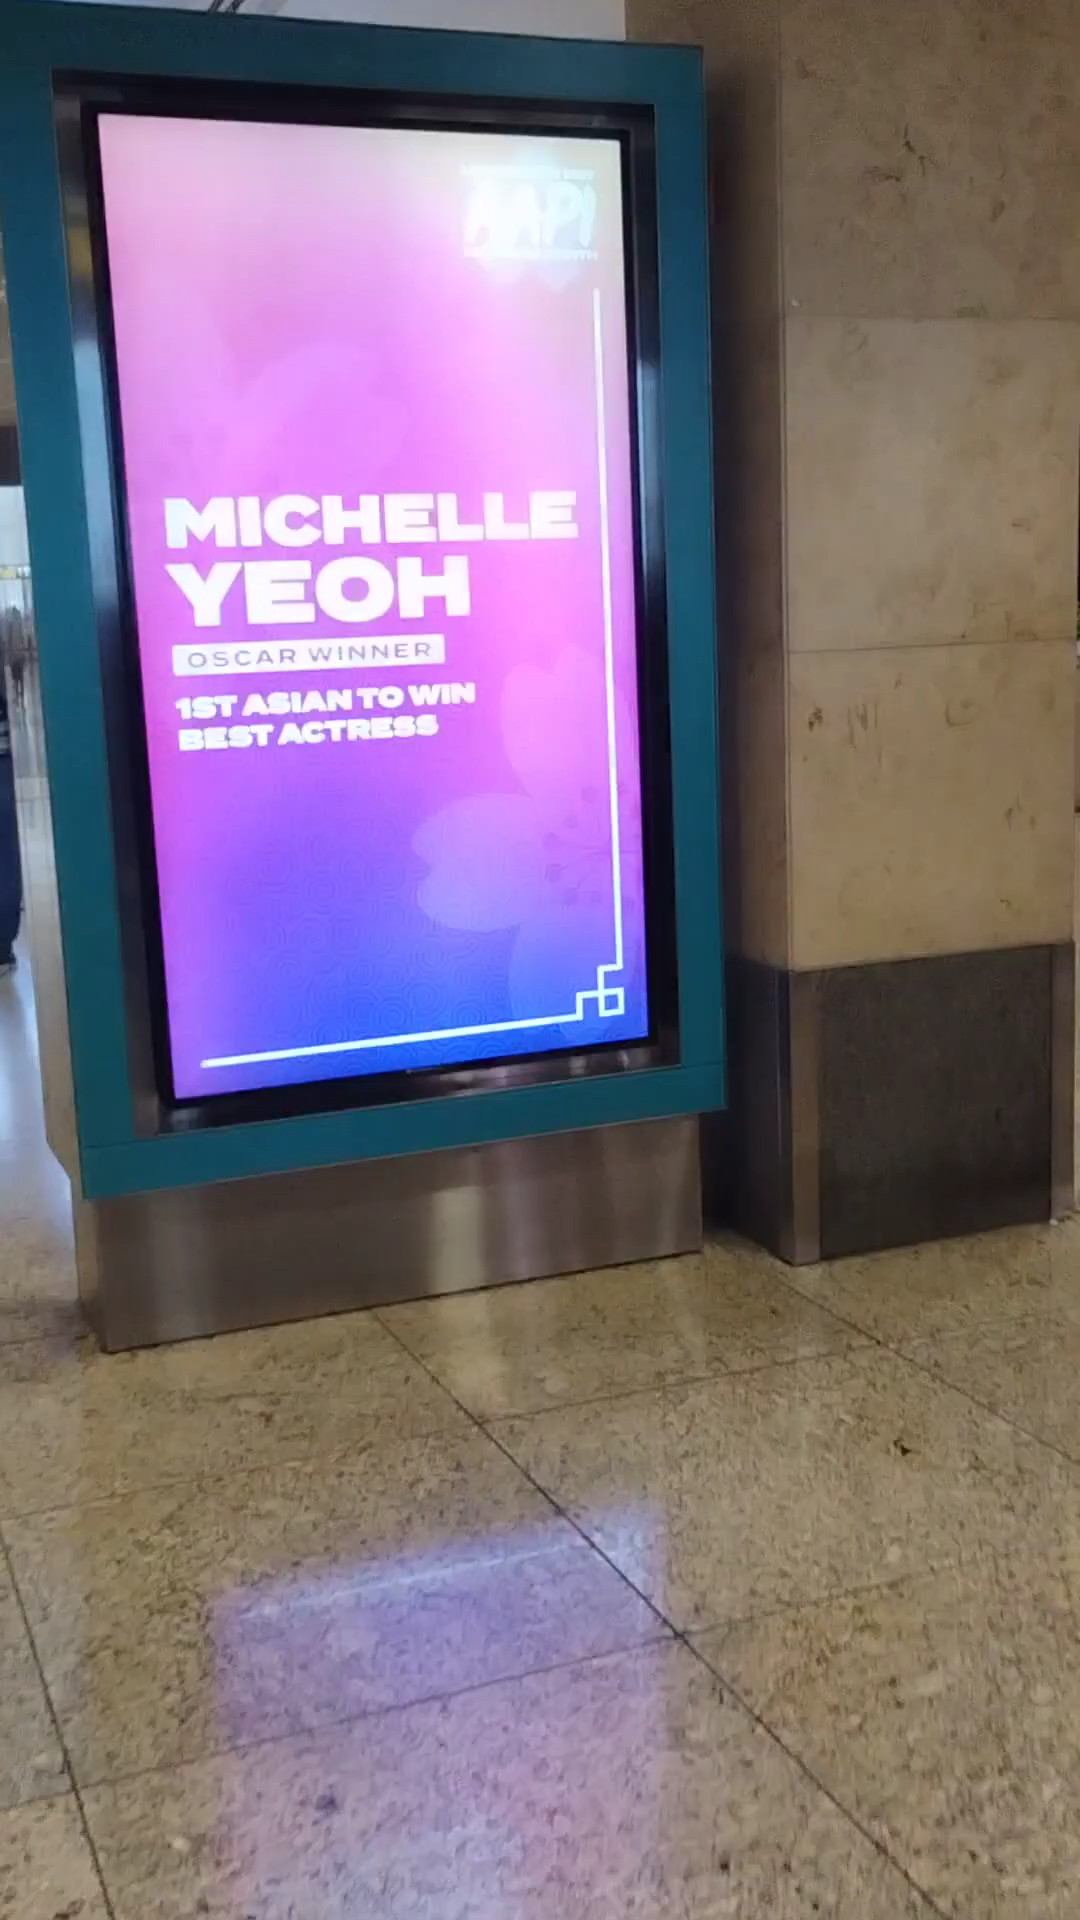 AAPI
MICHELLE
YEOH
OSCAR WINNER
1ST ASIAN TO WIN
BEST ACTRESS